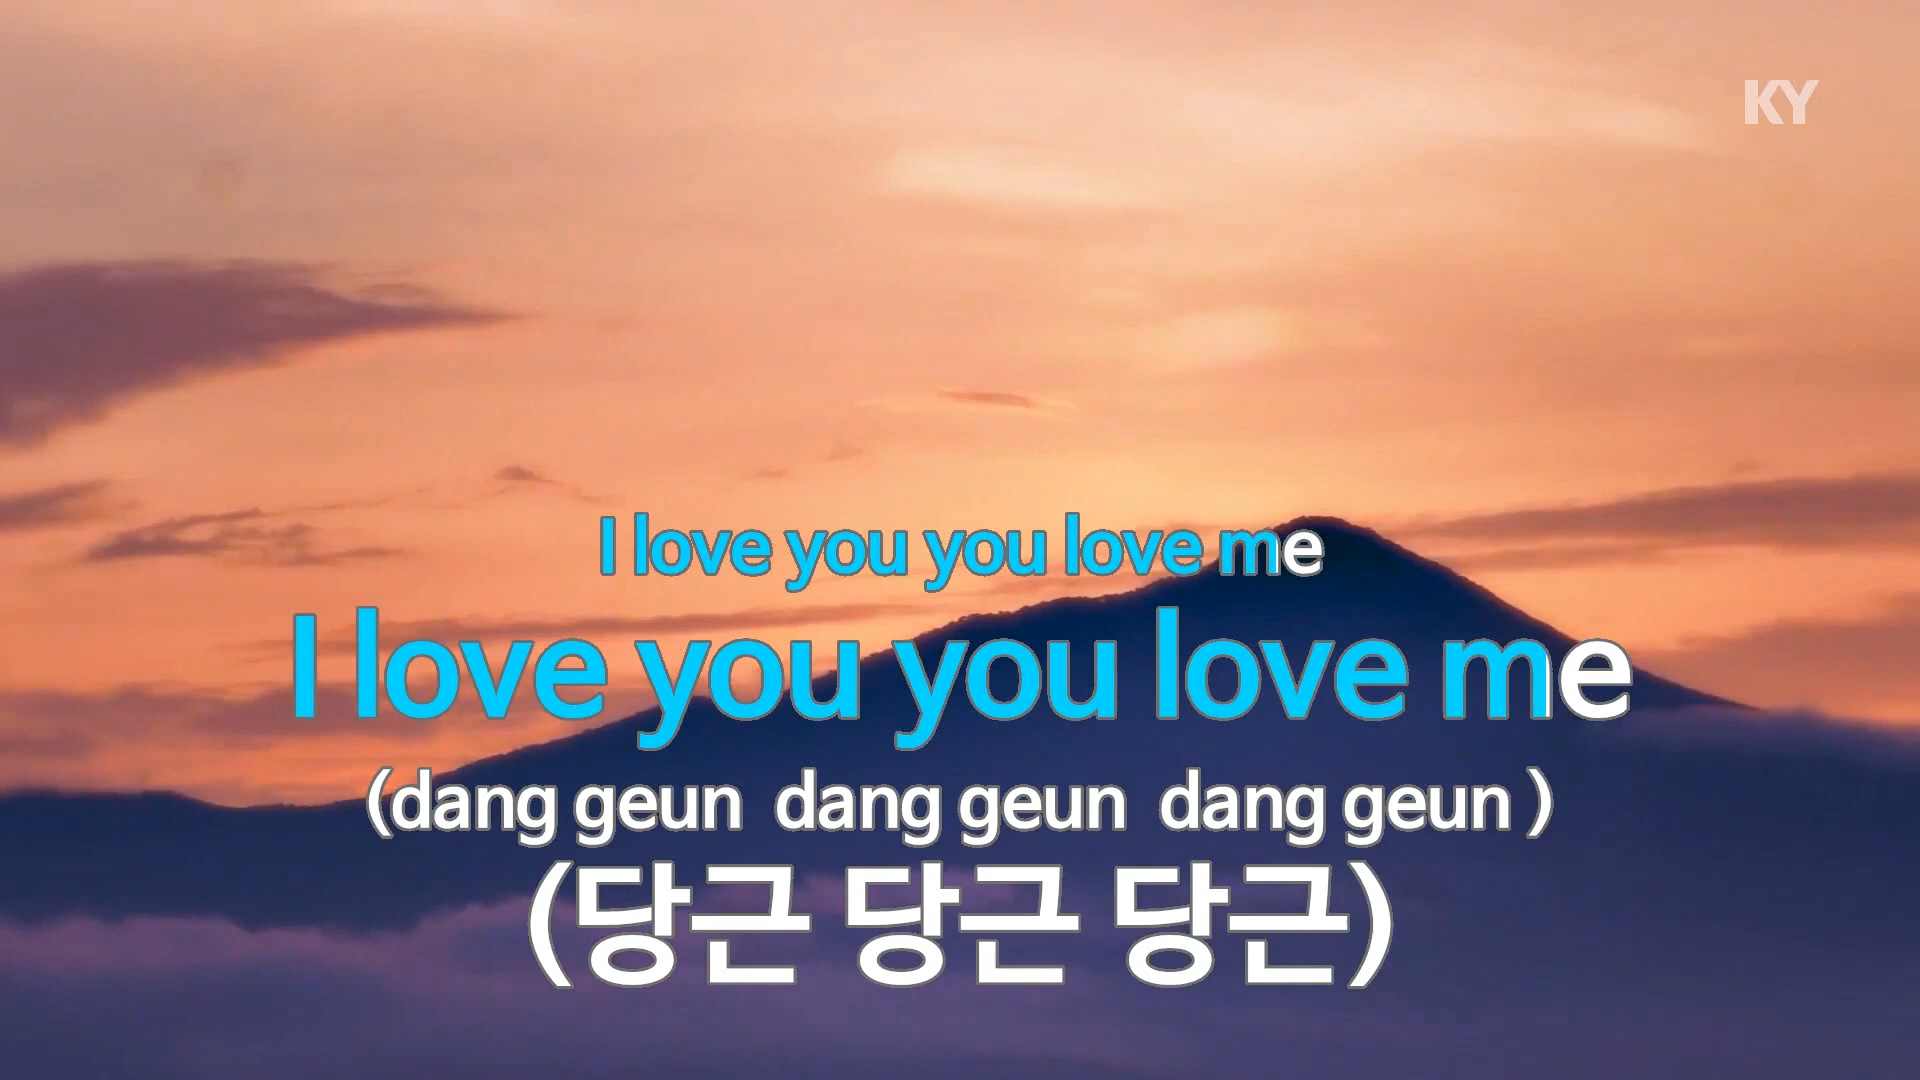 KY
I love you you love me
I love you you love me
(dang geun dang geun dang geun )
(당근 당근 당근)